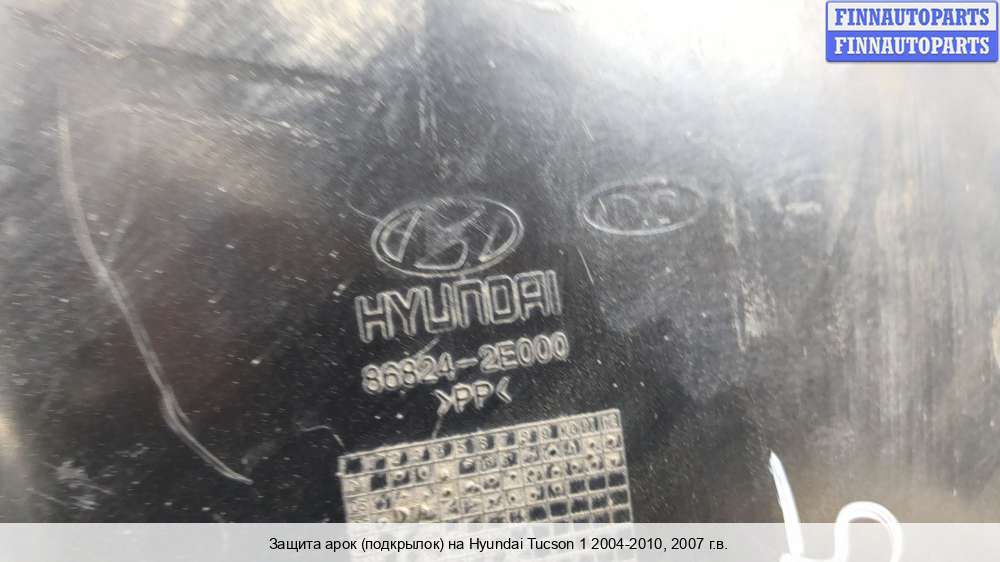 FINNAUTOPARTS
FINNAUTOPARTS
HYUNDAI
86824-2E000
>PP<
Защита арок (подкрылок) на Hyundai Tucson 1 2004-2010, 2007 г.в.